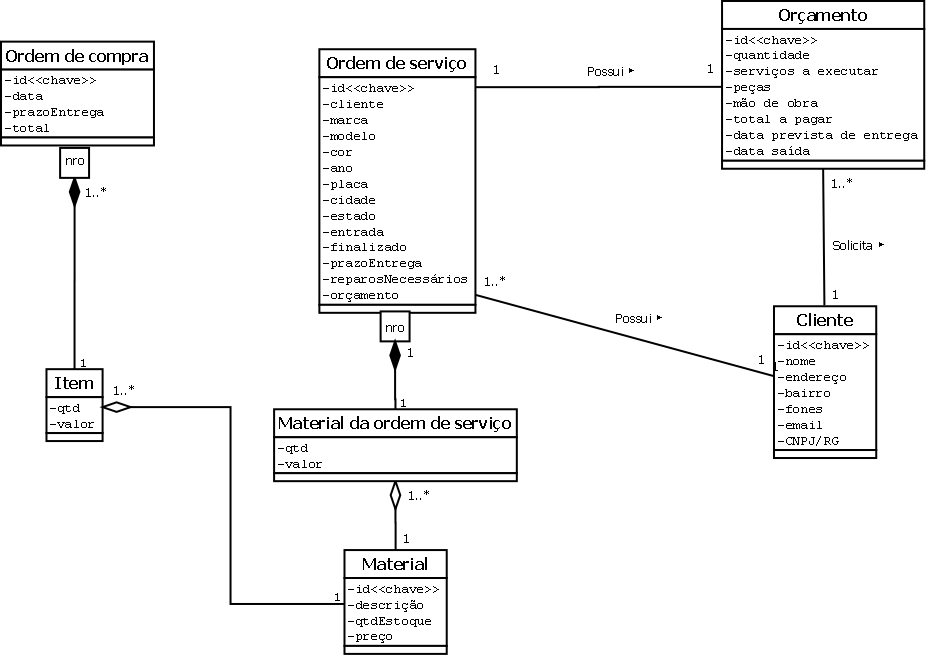 Ordem de compra
-id<<chave>>
-data
-prazoEntrega
-total
nro
1..*
1
Item
-qtd
-valor
1..*
1
Ordem de serviço
-id<<chave>>
-cliente
-marca
-modelo
-cor
-ano
-placa
-cidade
-estado
-entrada
-finalizado
-prazoEntrega
-reparosNecessários
-orçamento
nro
1
1
Material da ordem de serviço
-qtd
-valor
1..*
1
Material
-id<<chave>>
-descrição
-qtdEstoque
-preço
1
Possui
1
1..*
Possui
1
1
Orçamento
-id<<chave>>
-quantidade
-serviços a executar
-peças
-mão de obra
-total a pagar
-data prevista de entrega
-data saída
1..*
Solicita
1
Cliente
-id<<chave>>
-nome
-endereço
-bairro
-fones
-email
-CNPJ/RG